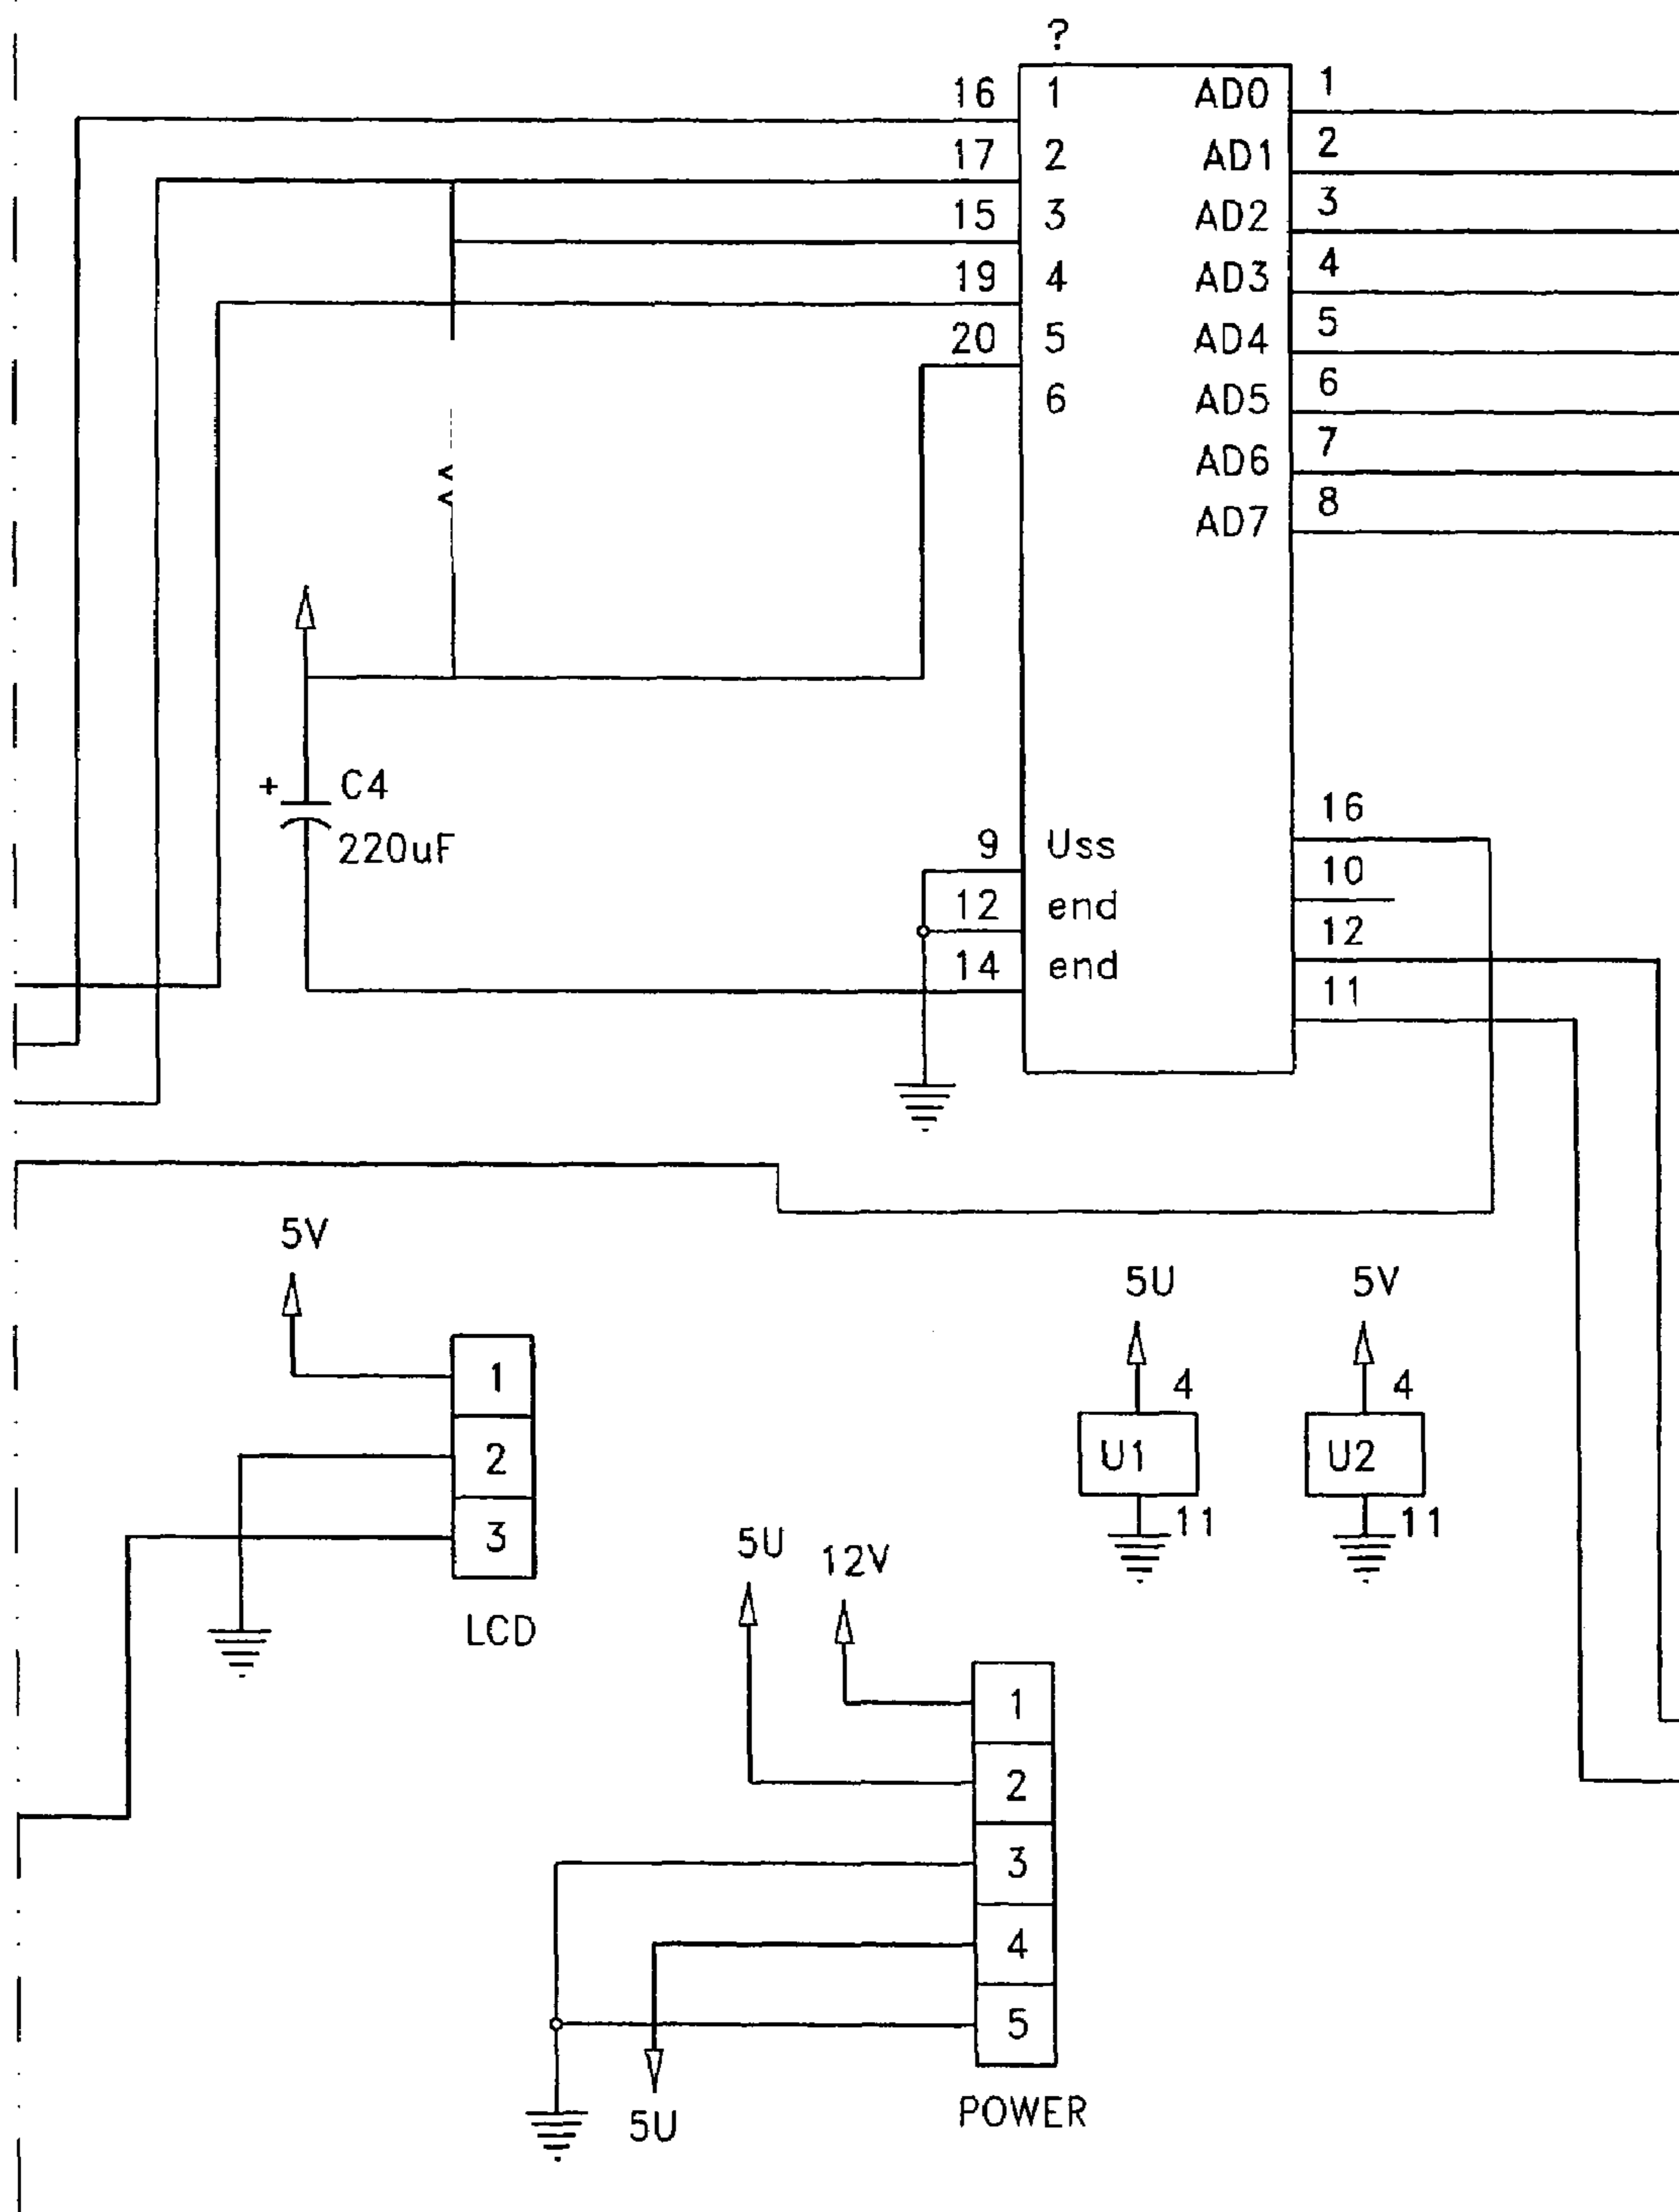 ?
16 1 AD0 1
17 2 AD1 2
15 3 AD2 3
19 4 AD3 4
20 5 AD4 5
6 AD5 6
AD6 7
AD7 8
+ C4
220uF
9 Uss 16
10
12 end 12
14 end 11
5V
1
2
3
LCD
5U 5V
4 4
U1 U2
11 11
5U 12V
1
2
3
4
5
5U
POWER